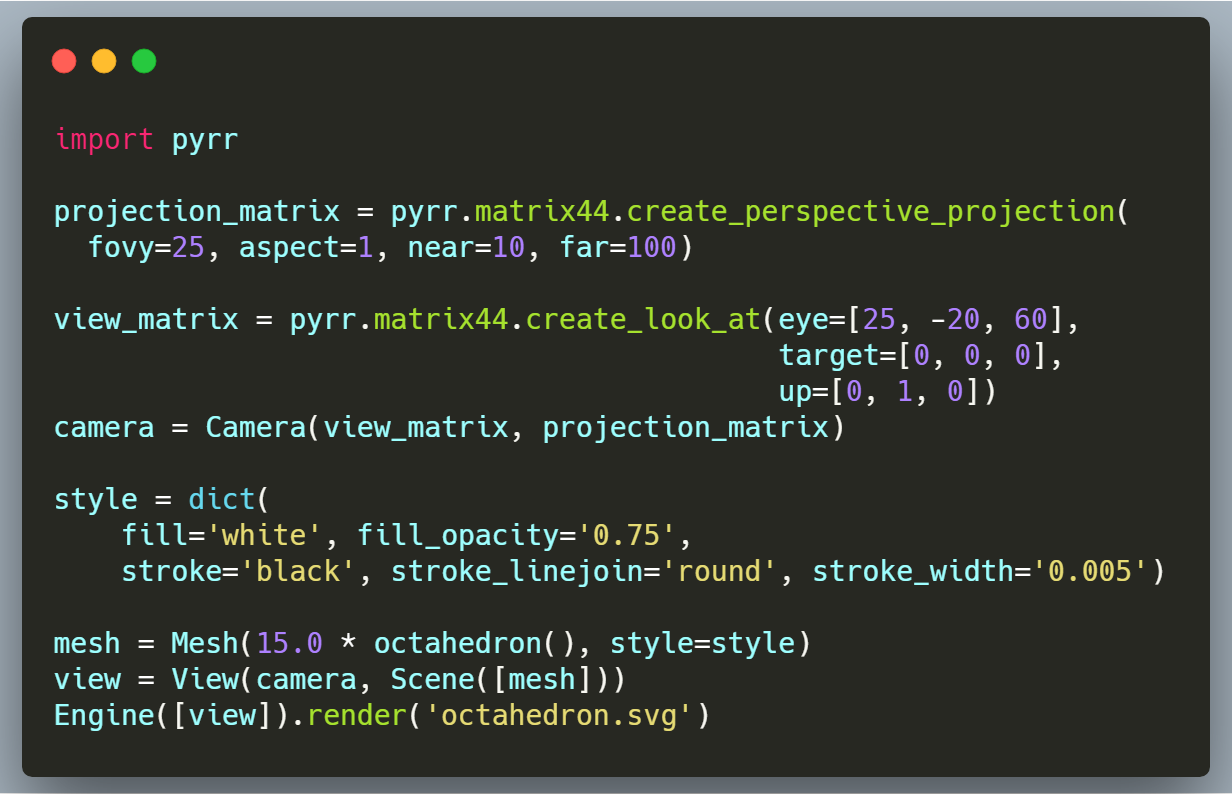 import pyrr

projection_matrix = pyrr.matrix44.create_perspective_projection(
  fovy=25, aspect=1, near=10, far=100)

view_matrix = pyrr.matrix44.create_look_at(eye=[25, -20, 60],
                                           target=[0, 0, 0],
                                           up=[0, 1, 0])
camera = Camera(view_matrix, projection_matrix)

style = dict(
    fill='white', fill_opacity='0.75',
    stroke='black', stroke_linejoin='round', stroke_width='0.005')

mesh = Mesh(15.0 * octahedron(), style=style)
view = View(camera, Scene([mesh]))
Engine([view]).render('octahedron.svg')